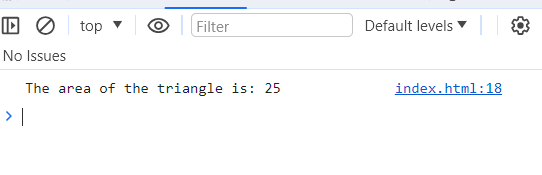 top ▼ Filter Default levels ▼
No Issues
The area of the triangle is: 25 index.html:18
>